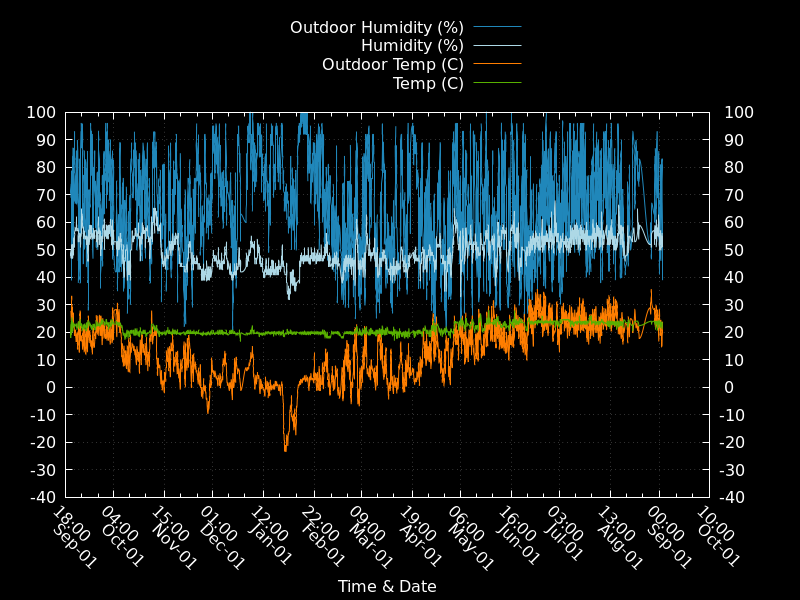 Outdoor Humidity (%)
Humidity (%)
Outdoor Temp (C)
Temp (C)
100 100
90 90
80 80
70 70
60 60
50 50
40 40
30 30
20 20
10 10
0 0
-10 -10
-20 -20
-30 -30
-40 -40
18:00
Sep-01
04:00
Oct-01
15:00
Nov-01
01:00
Dec-01
12:00
Jan-01
22:00
Feb-01
09:00
Mar-01
19:00
Apr-01
06:00
May-01
16:00
Jun-01
03:00
Jul-01
13:00
Aug-01
00:00
Sep-01
10:00
Oct-01
Time & Date